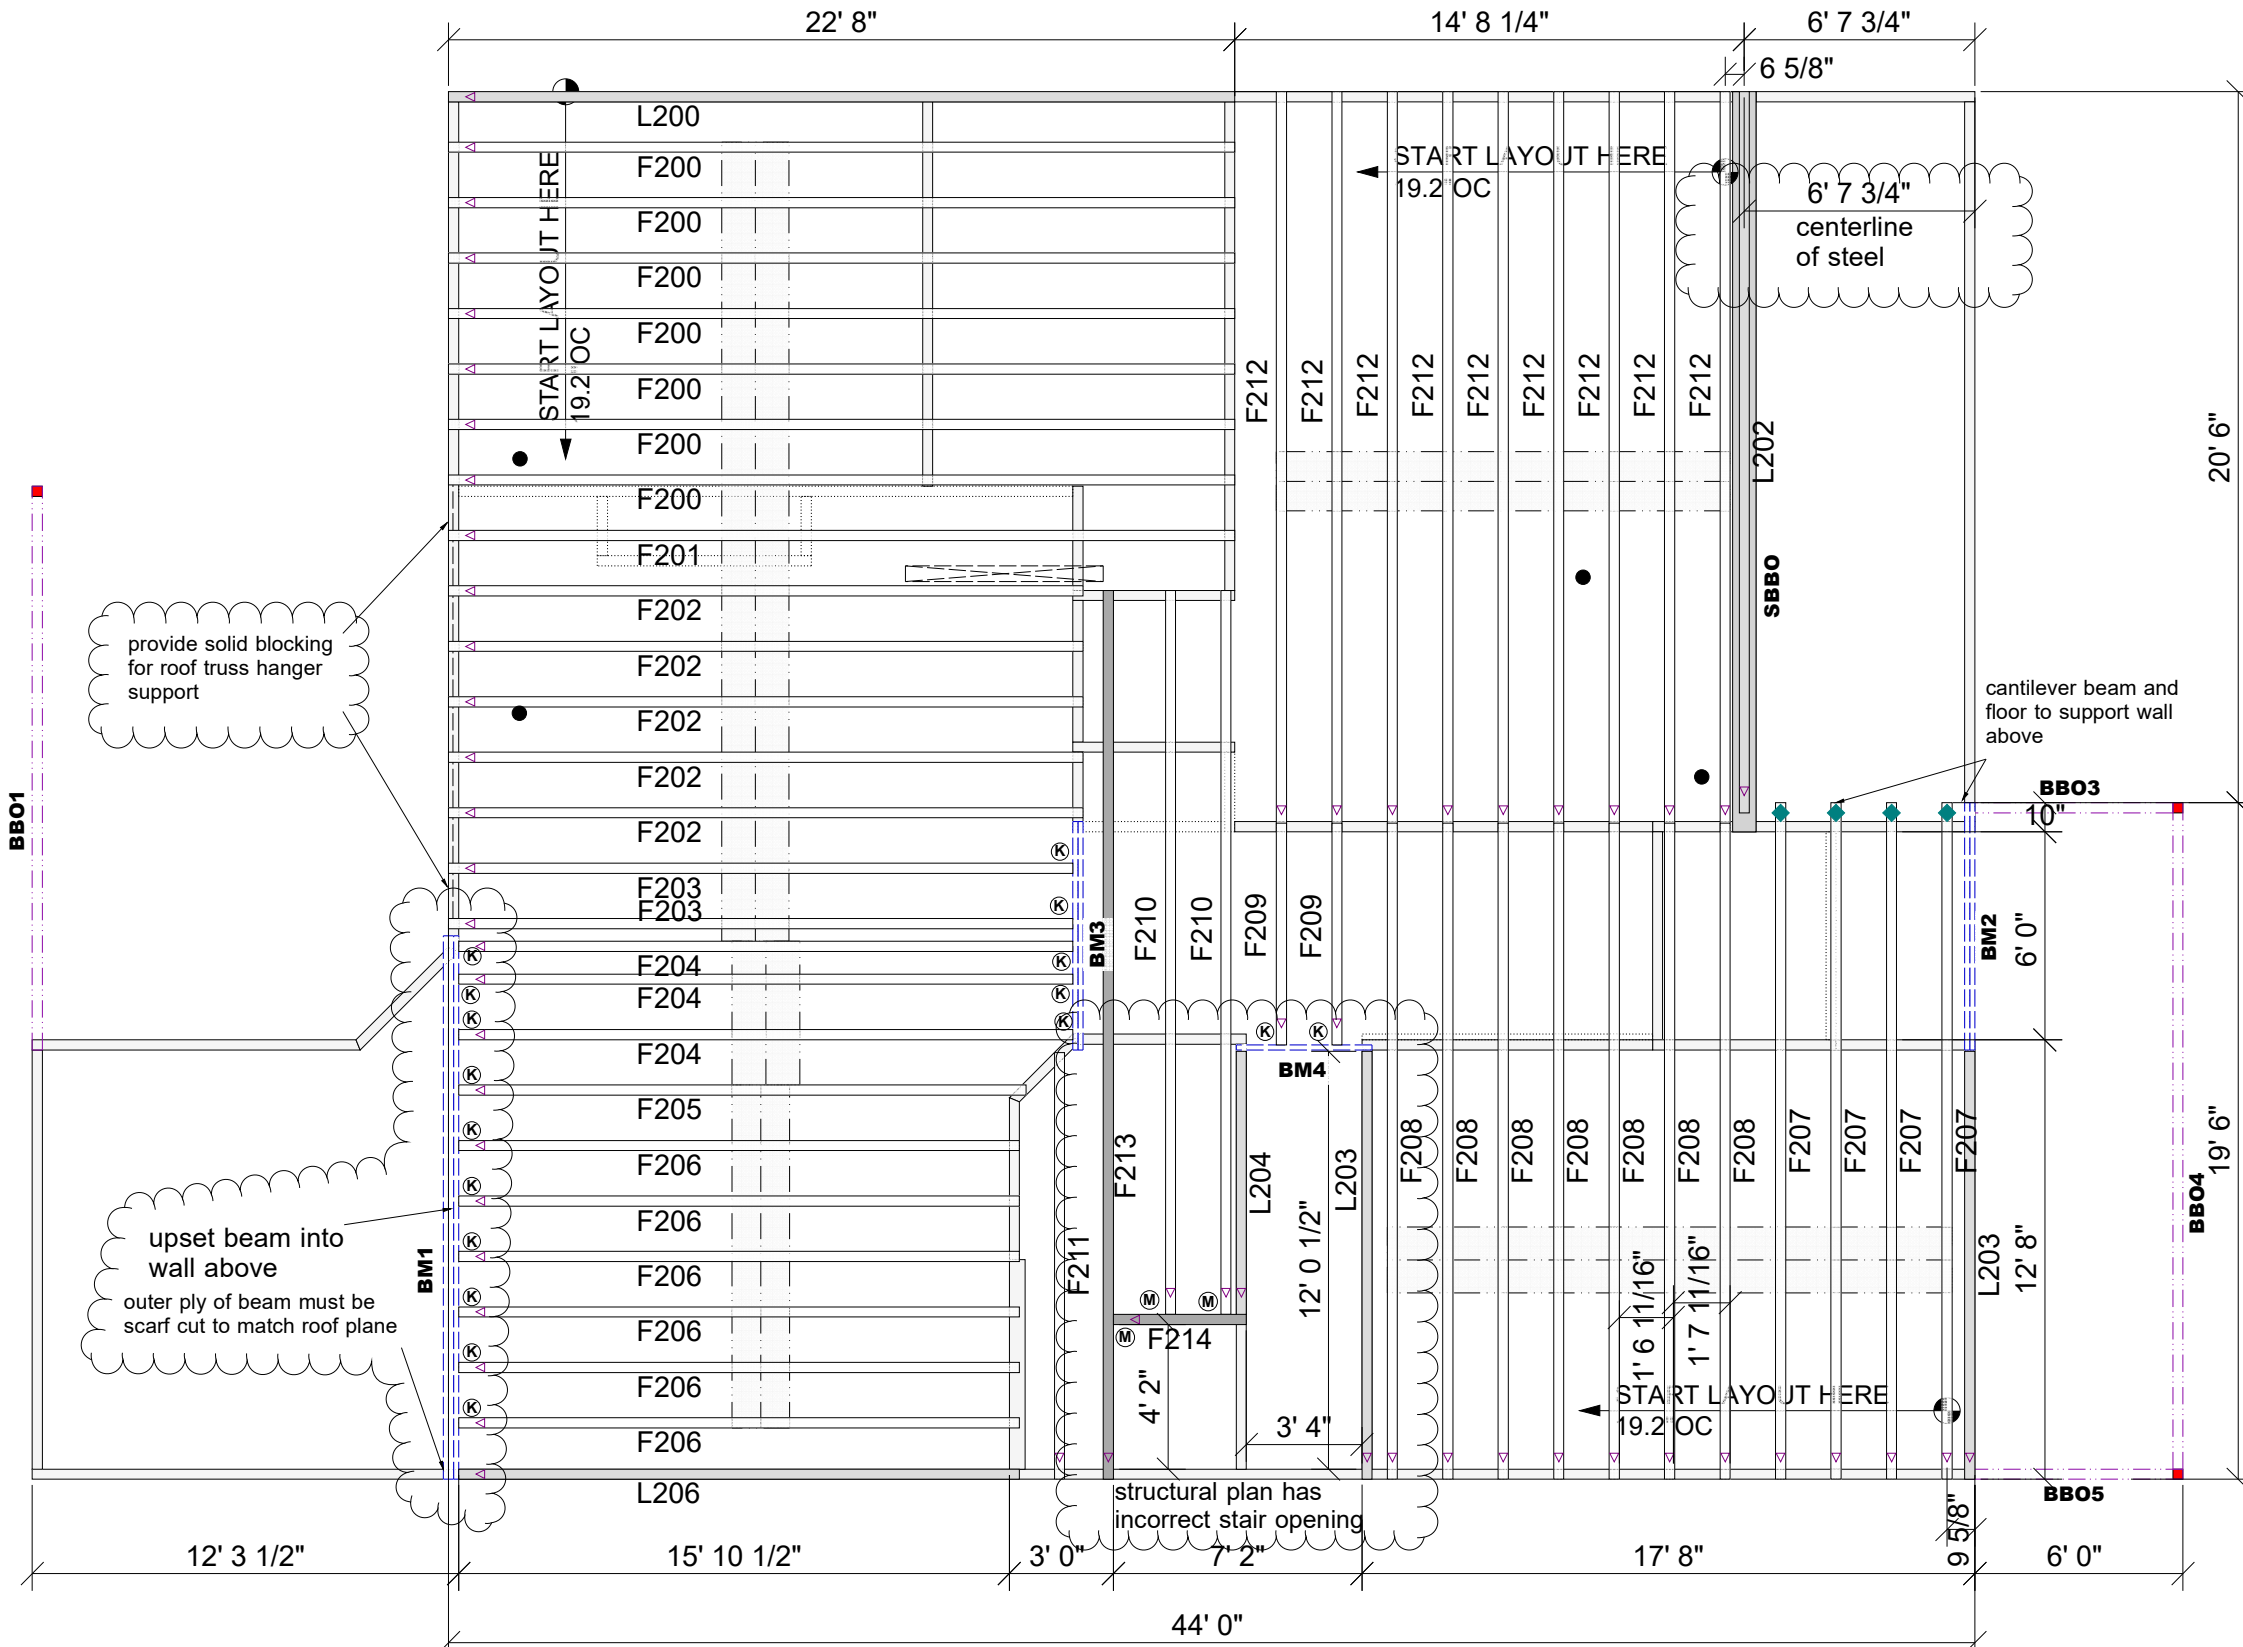 22' 8"
14' 8 1/4"
6' 7 3/4"
6 5/8"
L200
F200
F200
F200
F200
F200
F200
F200
F201
F202
F202
F202
F202
F202
F203
F203
F204
F204
F204
F205
F206
F206
F206
F206
F206
F206
L206
START LAYOUT HERE
19.2 OC
START LAYOUT HERE
19.2 OC
6' 7 3/4"
centerline
of steel
F212
F212
F212
F212
F212
F212
F212
F212
F212
L202
SBBO
20' 6"
provide solid blocking
for roof truss hanger
support
BBO1
cantilever beam and
floor to support wall
above
BBO3
10"
K
K
K
K
K
BM3
F210
F210
F209
F209
BM2
6' 0"
K
K
K
K
K
K
K
K
K
K
K
K
BM4
upset beam into
wall above
outer ply of beam must be
scarf cut to match roof plane
BM1
F211
F213
L204
L203
12' 0 1/2"
F208
F208
F208
F208
F208
F208
F208
F207
F207
F207
F207
L203
12' 8"
19' 6"
BBO4
M
M
M
F214
4' 2"
3' 4"
1' 6 11/16"
1' 7 11/16"
START LAYOUT HERE
19.2 OC
structural plan has
incorrect stair opening
BBO5
9 5/8"
12' 3 1/2"
15' 10 1/2"
3' 0"
7' 2"
17' 8"
6' 0"
44' 0"